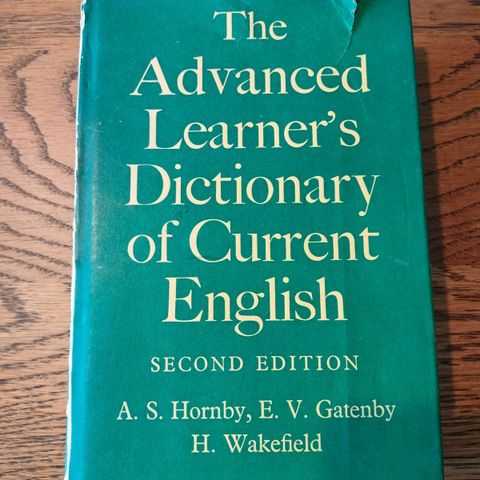 The
Advanced
Learner's
Dictionary
of Current
English
SECOND EDITION
A. S. Hornby, E. V. Gatenby
H. Wakefield